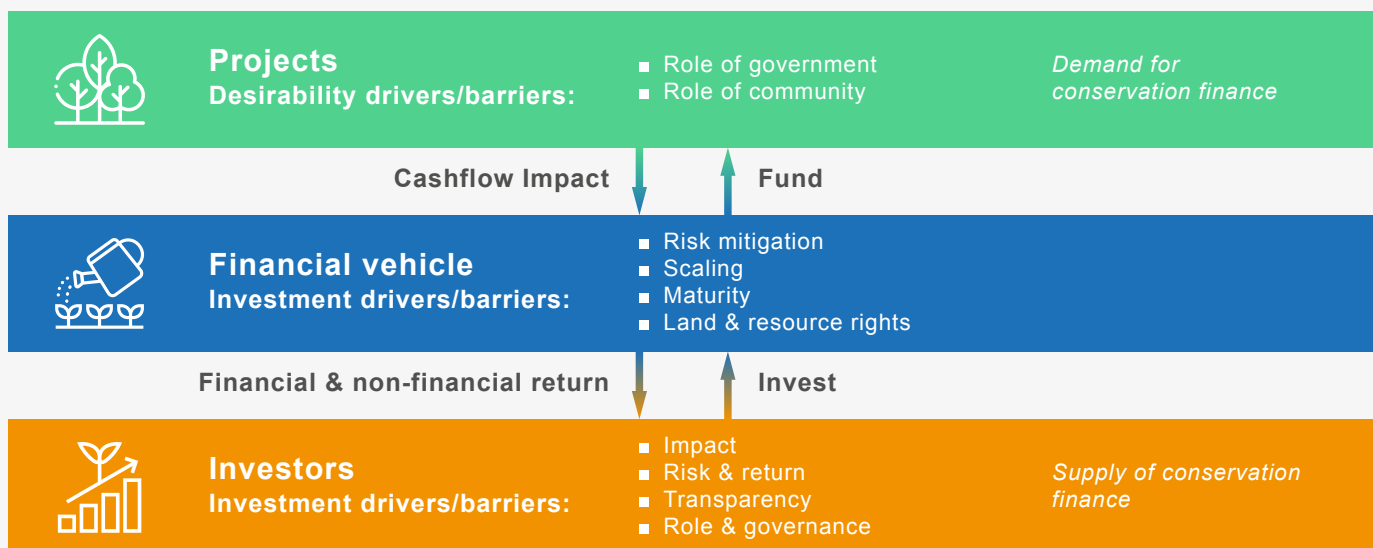 Projects
Desirability drivers/barriers:
■ Role of government
■ Role of community
Demand for
conservation finance
Cashflow Impact
Fund
Financial vehicle
Investment drivers/barriers:
■ Risk mitigation
■ Scaling
■ Maturity
■ Land & resource rights
Financial & non-financial return
Invest
Investors
Investment drivers/barriers:
■ Impact
■ Risk & return
■ Transparency
■ Role & governance
Supply of conservation
finance